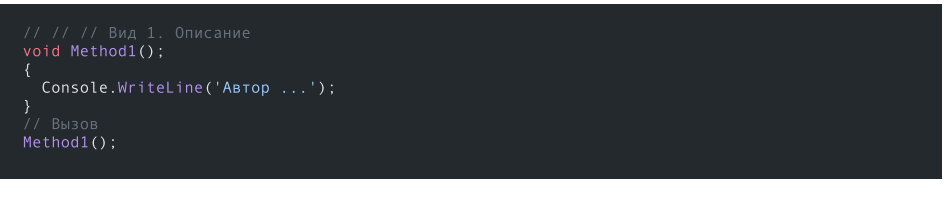 // // // Вид 1. Описание
void Method1();
{
  Console.WriteLine('Автор ...');
}
// Вызов
Method1();